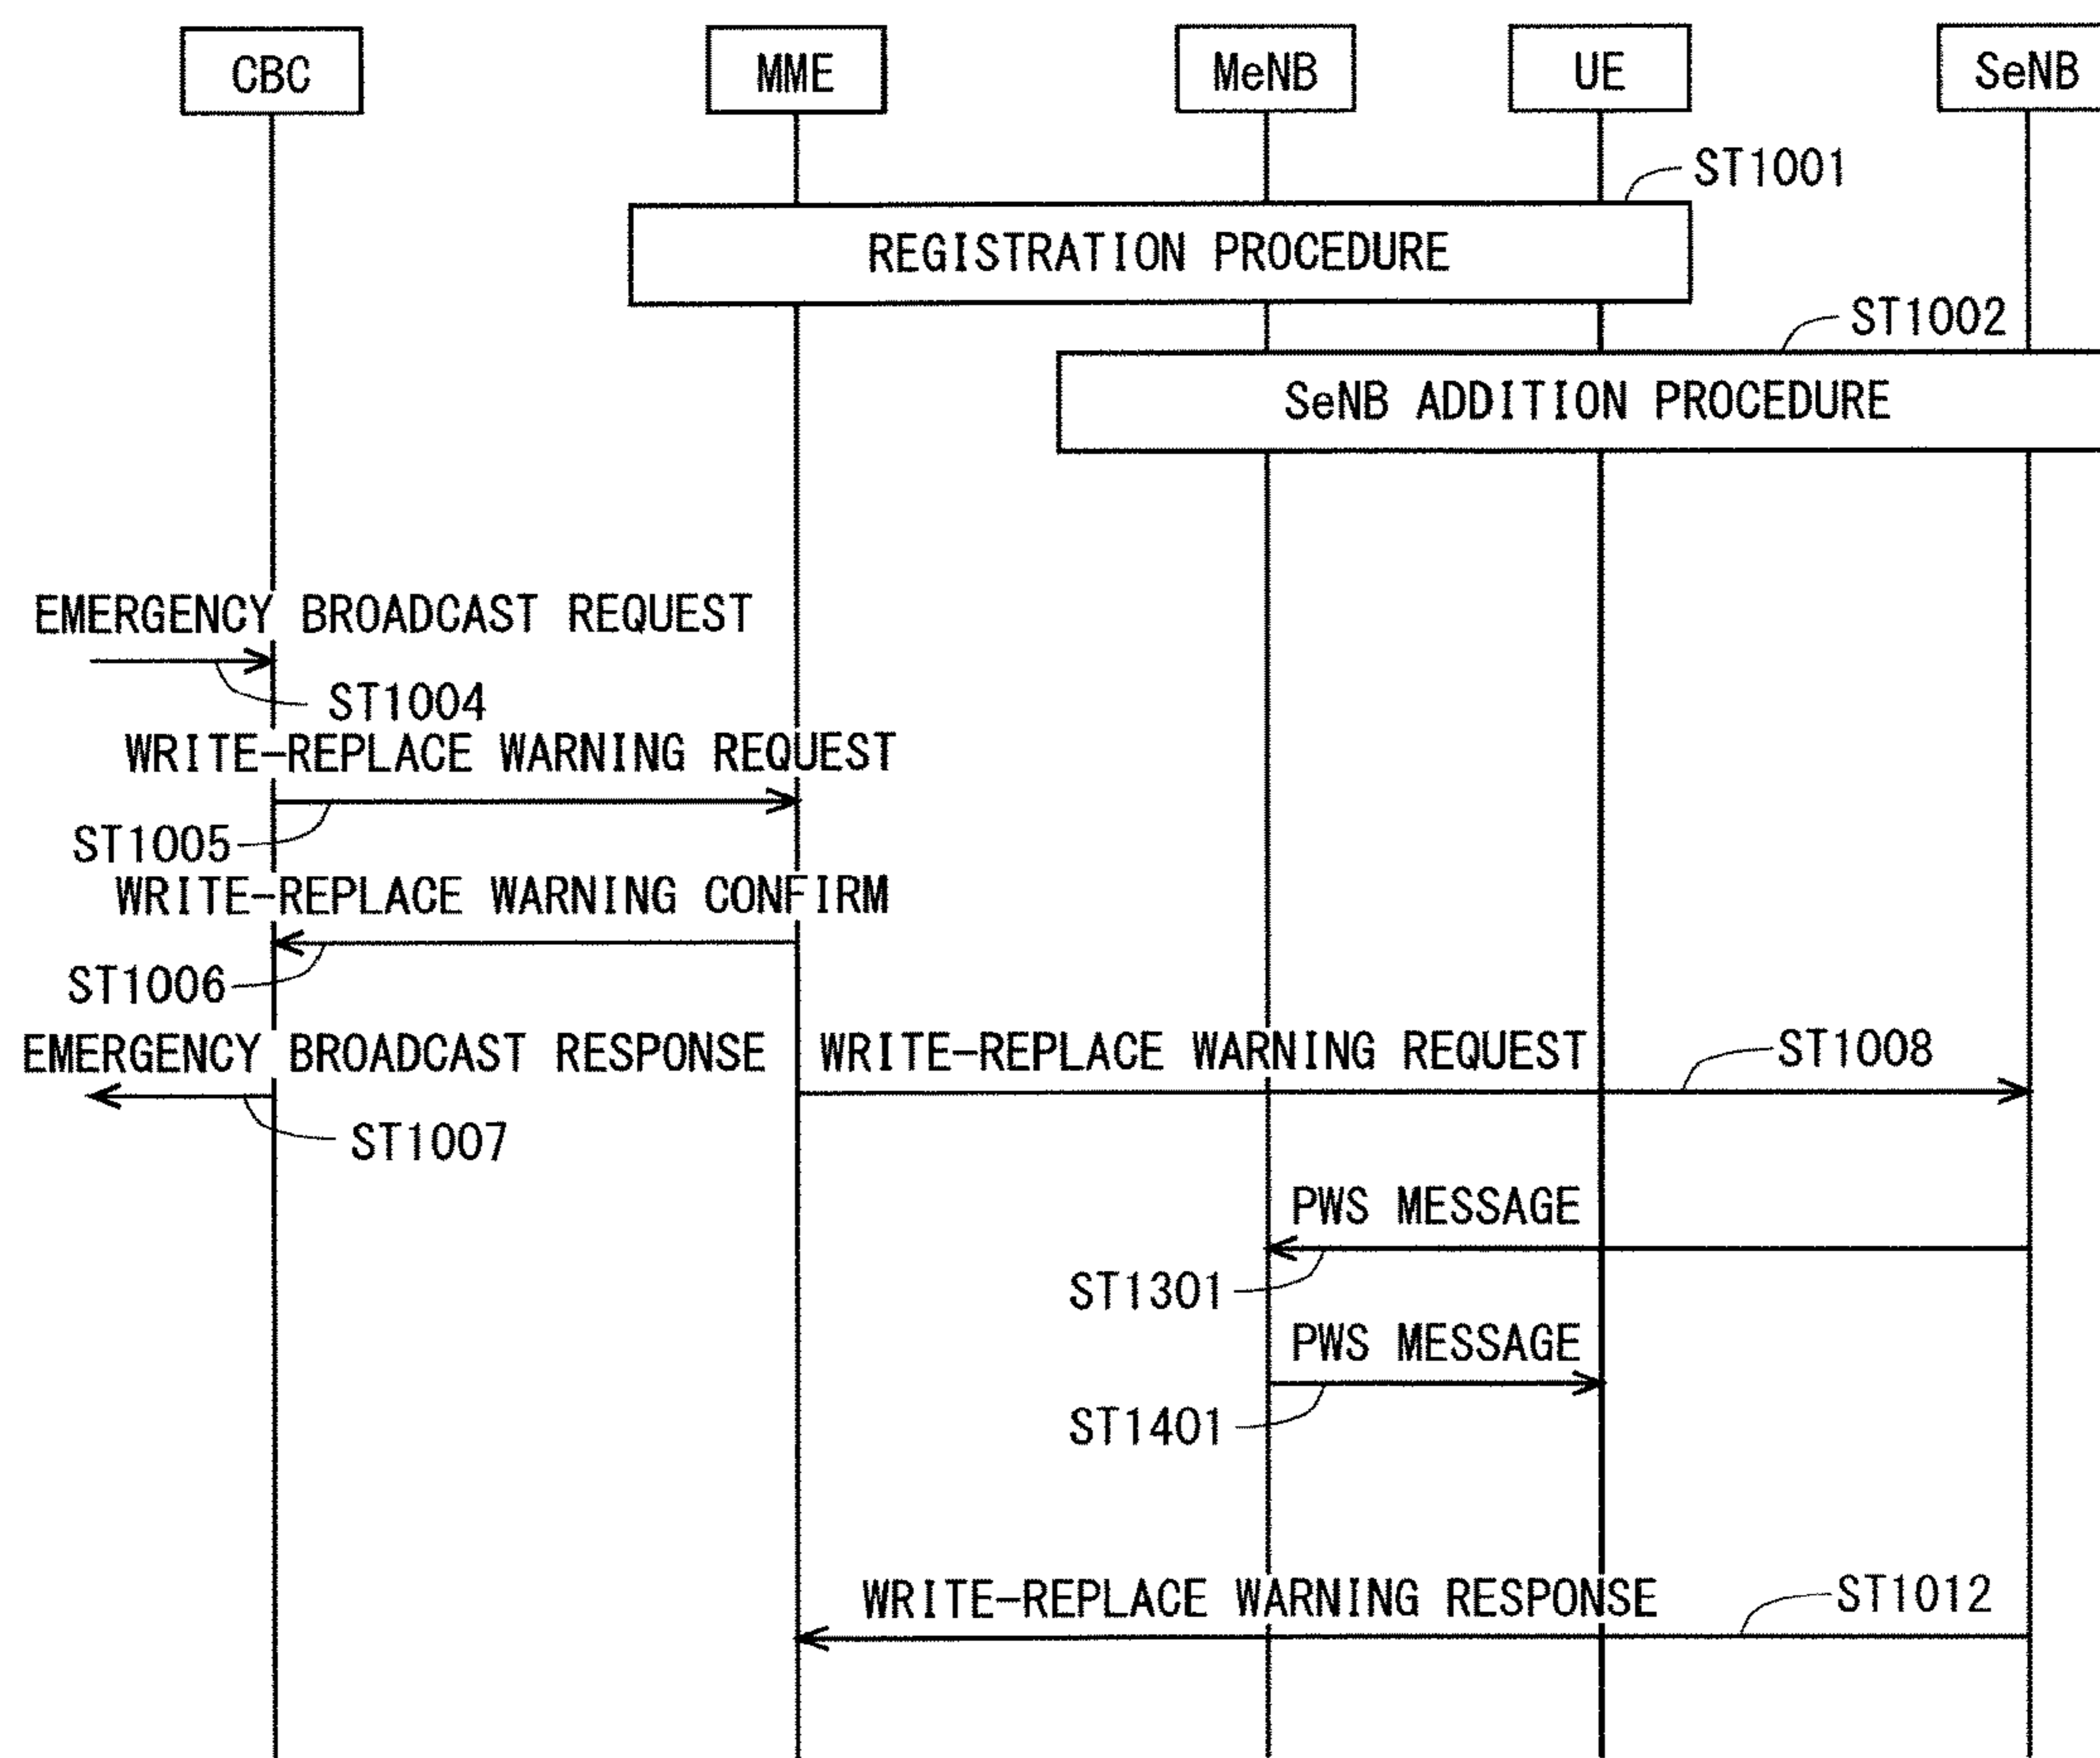 CBC
MME
MeNB
UE
SeNB
ST1001
REGISTRATION PROCEDURE
ST1002
SeNB ADDITION PROCEDURE
EMERGENCY BROADCAST REQUEST
ST1004
WRITE-REPLACE WARNING REQUEST
ST1005
WRITE-REPLACE WARNING CONFIRM
ST1006
EMERGENCY BROADCAST RESPONSE
WRITE-REPLACE WARNING REQUEST
ST1008
ST1007
PWS MESSAGE
ST1301
PWS MESSAGE
ST1401
WRITE-REPLACE WARNING RESPONSE
ST1012